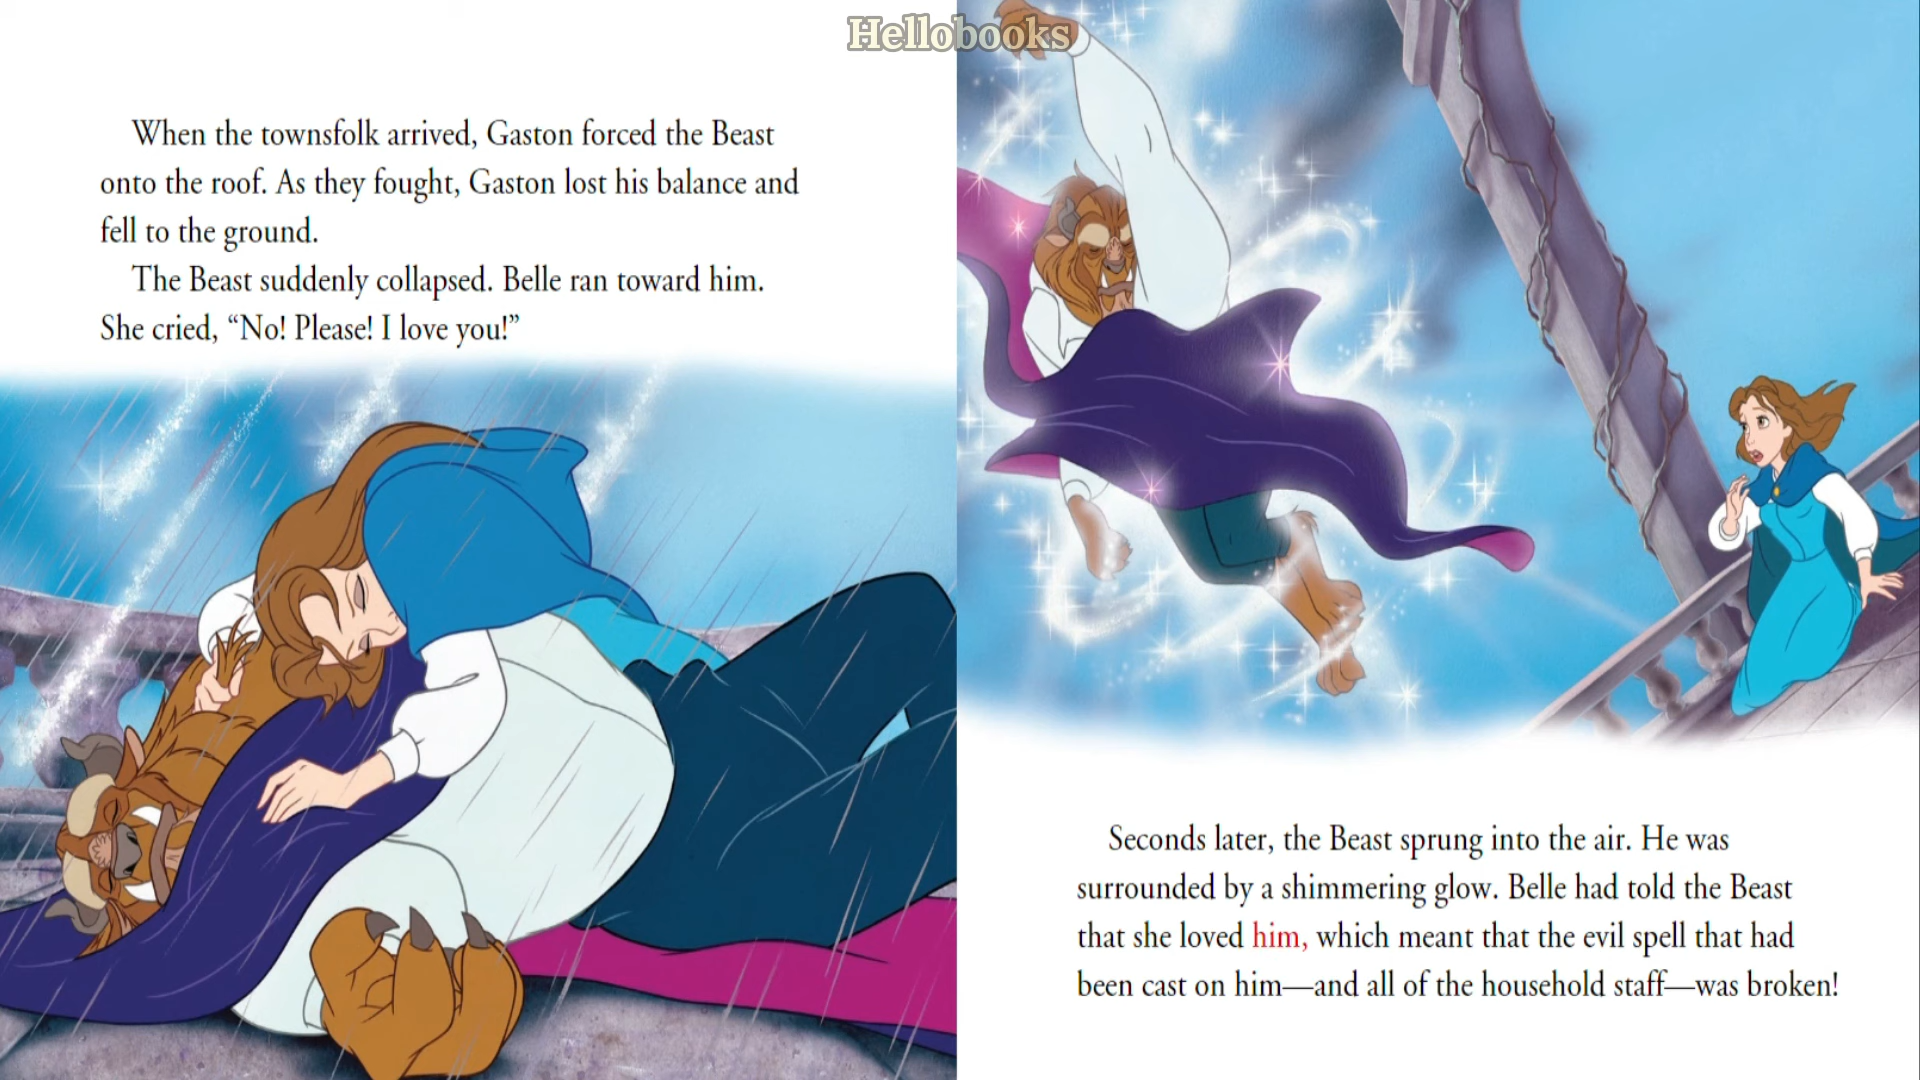 Hellobooks
When the townsfolk arrived, Gaston forced the Beast
onto the roof. As they fought, Gaston lost his balance and
fell to the ground.
The Beast suddenly collapsed. Belle ran toward him.
She cried, “No! Please! I love you!”
Seconds later, the Beast sprung into the air. He was
surrounded by a shimmering glow. Belle had told the Beast
that she loved him, which meant that the evil spell that had
been cast on him—and all of the household staff—was broken!